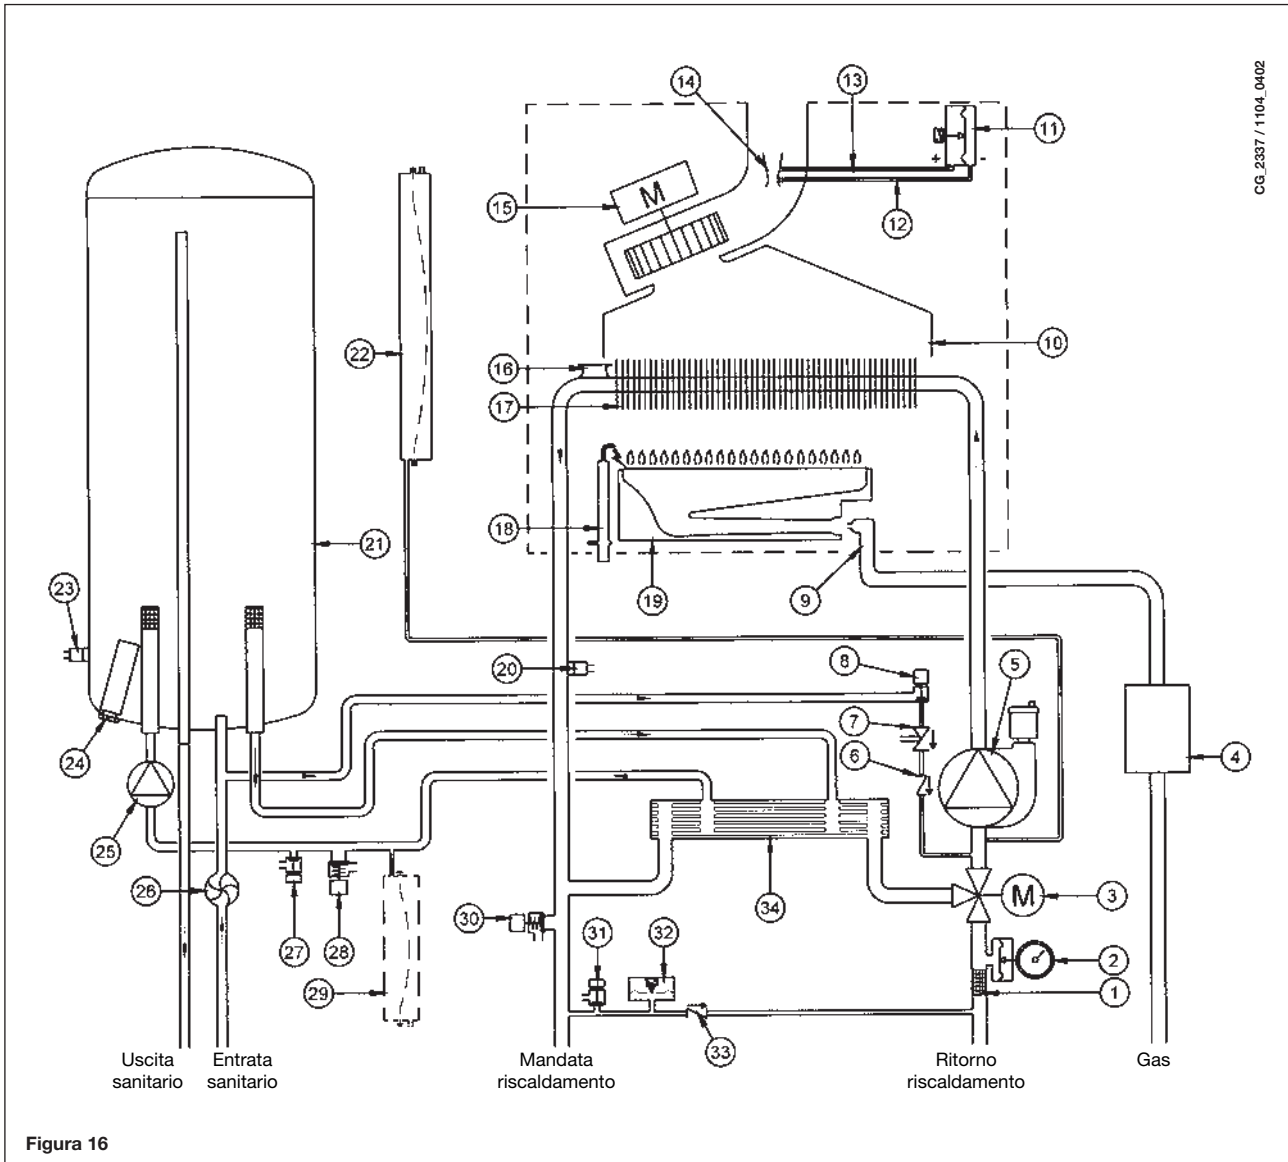 CG_2337 / 1104_0402
14
13
11
+
-
M
15
12
22
16
10
17
21
18
23
19
9
20
8
5
7
24
6
4
25
26
34
M
3
30
31
32
27
28
2
29
1
33
Uscita
sanitario
Entrata
sanitario
Mandata
riscaldamento
Ritorno
riscaldamento
Gas
Figura 16